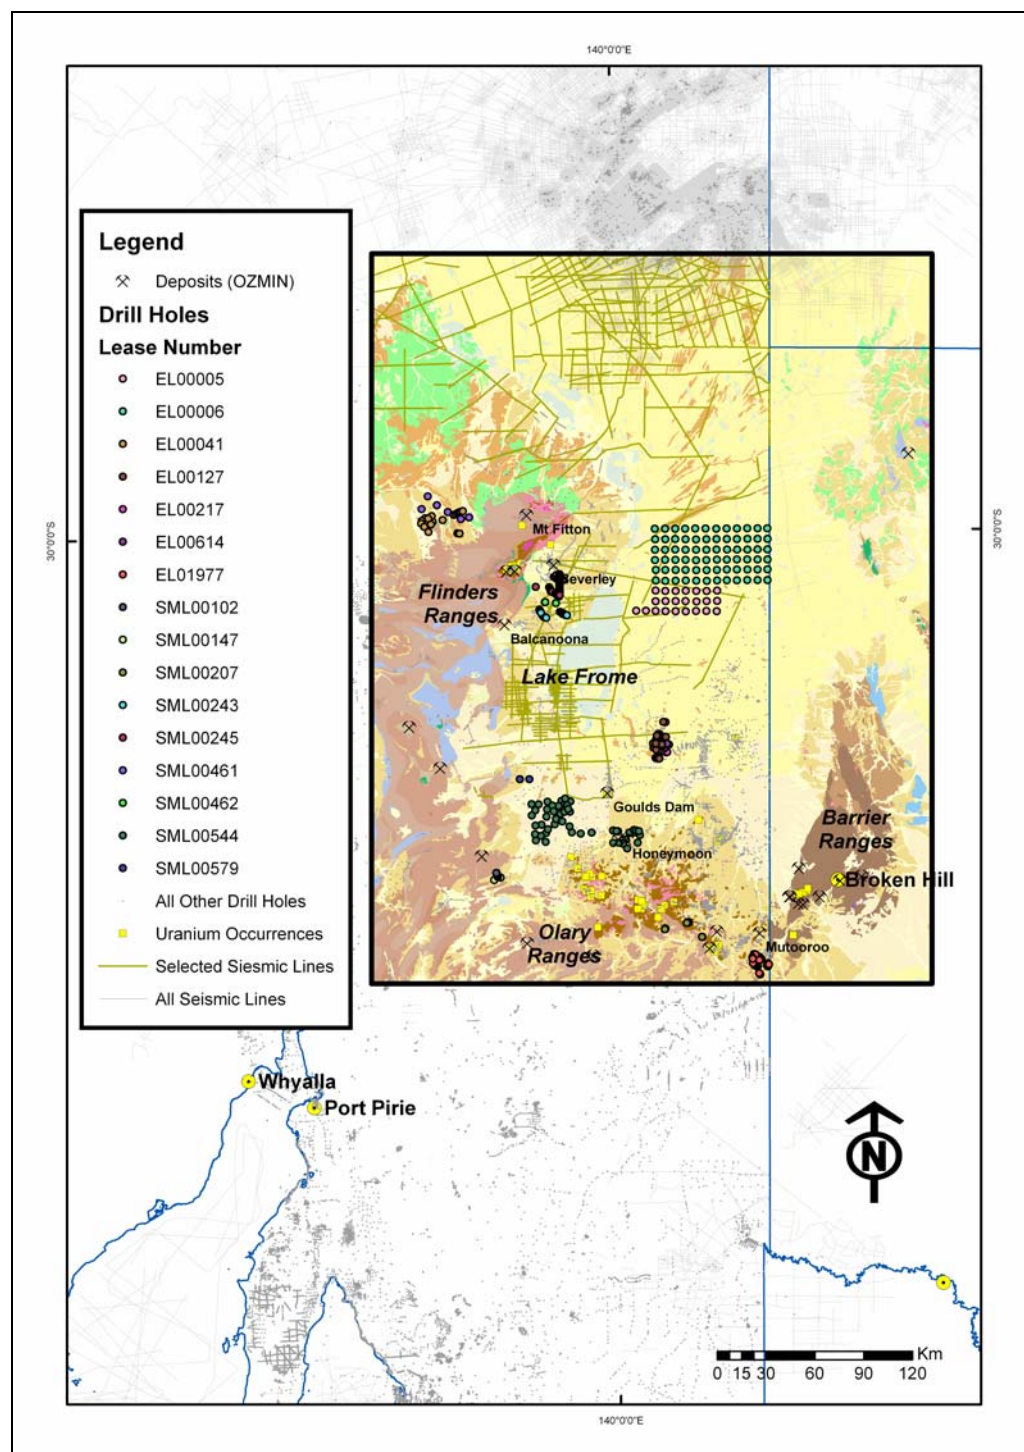 140°0'0"E
Legend
Deposits (OZMIN)
Drill Holes
Lease Number
EL00005
EL00006
EL00041
EL00127
EL00217
EL00614
EL01977
SML00102
SML00147
SML00207
SML00243
SML00245
SML00461
SML00462
SML00544
SML00579
All Other Drill Holes
Uranium Occurrences
Selected Siesmic Lines
All Seismic Lines
30°0'0"S
30°0'0"S
Mt Fitton
Beverley
Flinders
Ranges
Balcanoona
Lake Frome
Goulds Dam
Honeymoon
Barrier
Ranges
Broken Hill
Olary
Ranges
Mutooroo
Whyalla
Port Pirie
N
Km
0 15 30 60 90 120
140°0'0"E